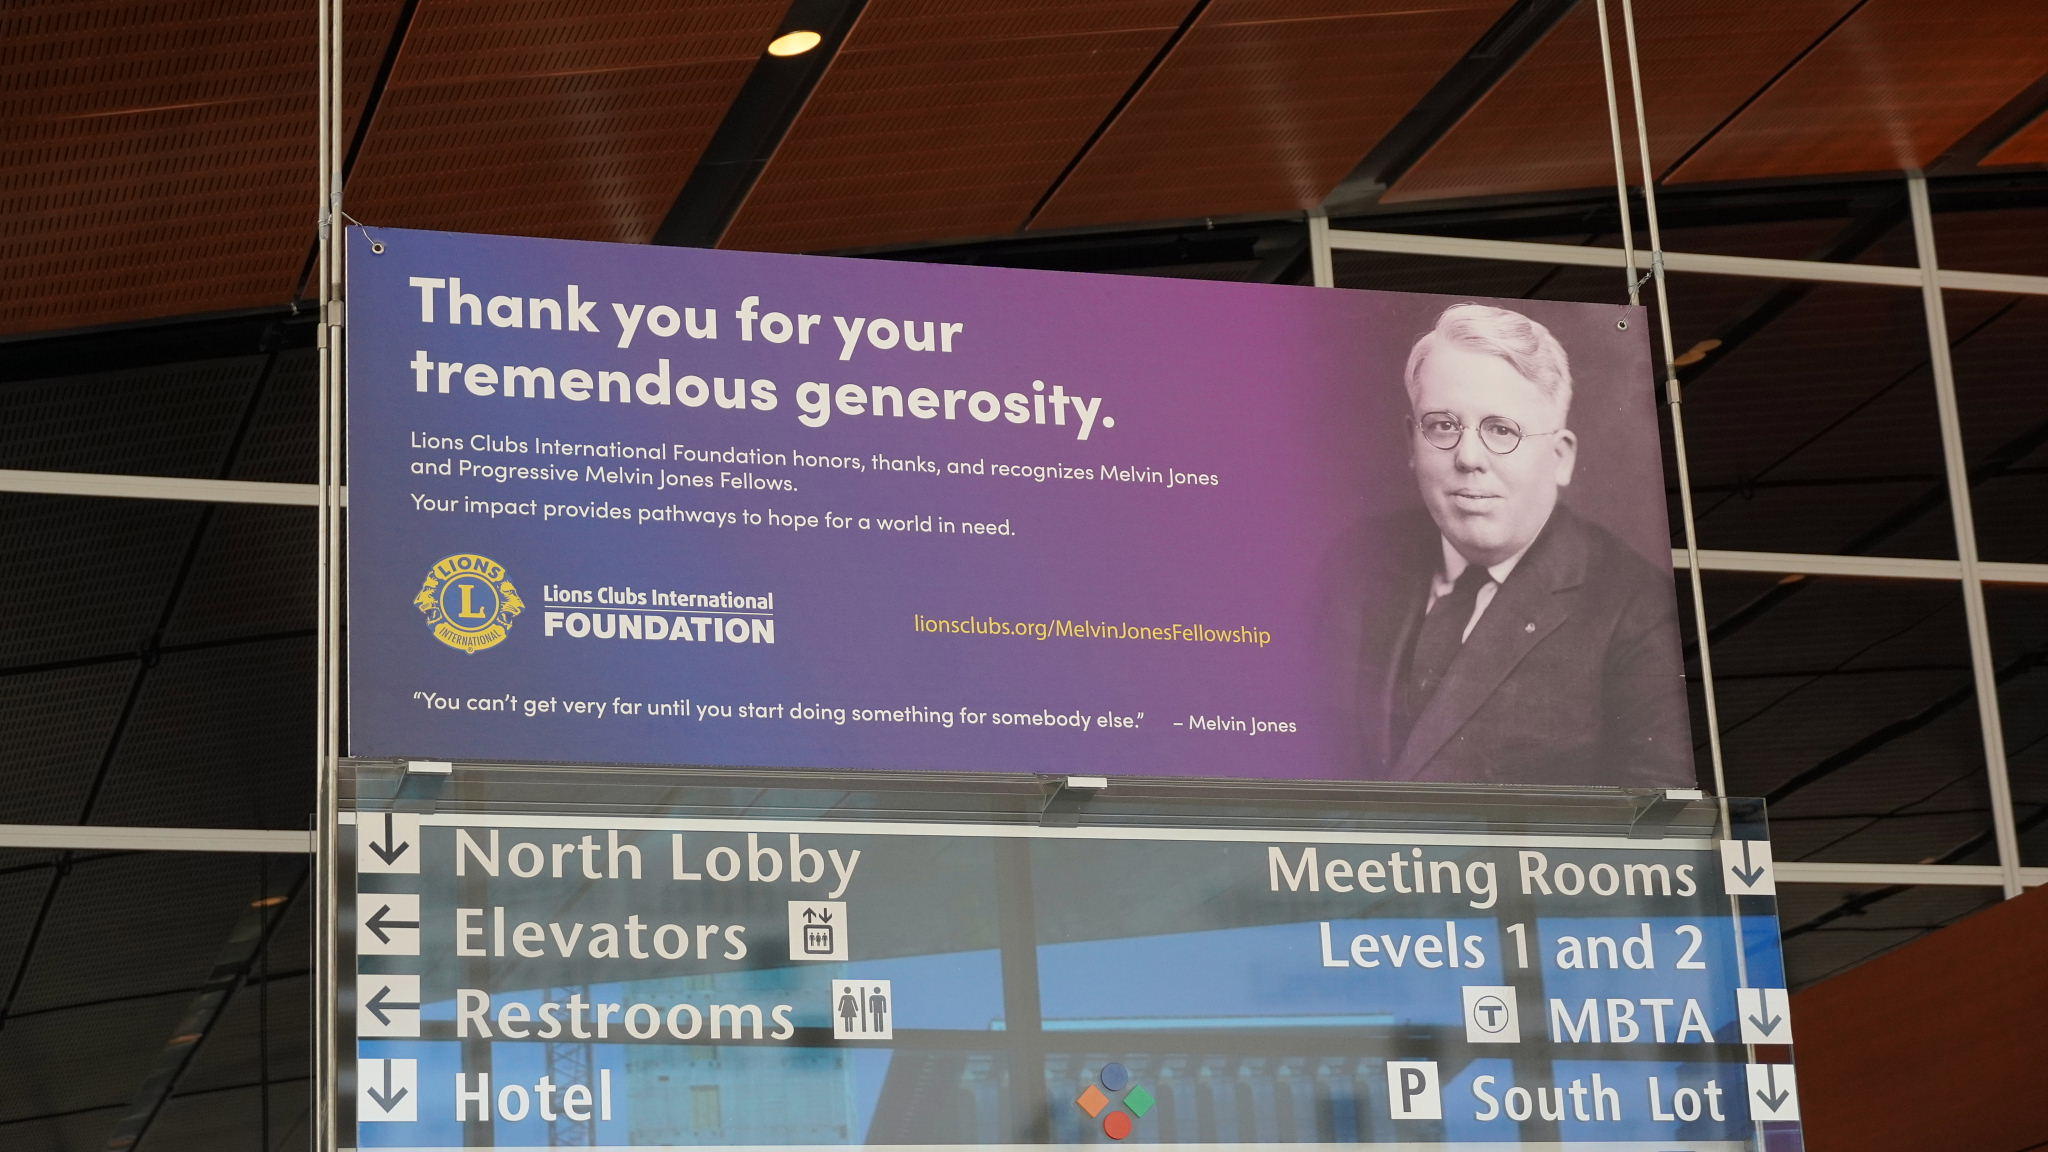 Thank you for your
tremendous generosity.
Lions Clubs International Foundation honors, thanks, and recognizes Melvin Jones
and Progressive Melvin Jones Fellows.
Your impact provides pathways to hope for a world in need.
LIONS
L
INTERNATIONAL
®
Lions Clubs International
FOUNDATION
lionsclubs.org/MelvinJonesFellowship
“You can’t get very far until you start doing something for somebody else.” – Melvin Jones
North Lobby
Elevators
Restrooms
Hotel
Meeting Rooms
Levels 1 and 2
T MBTA
P South Lot